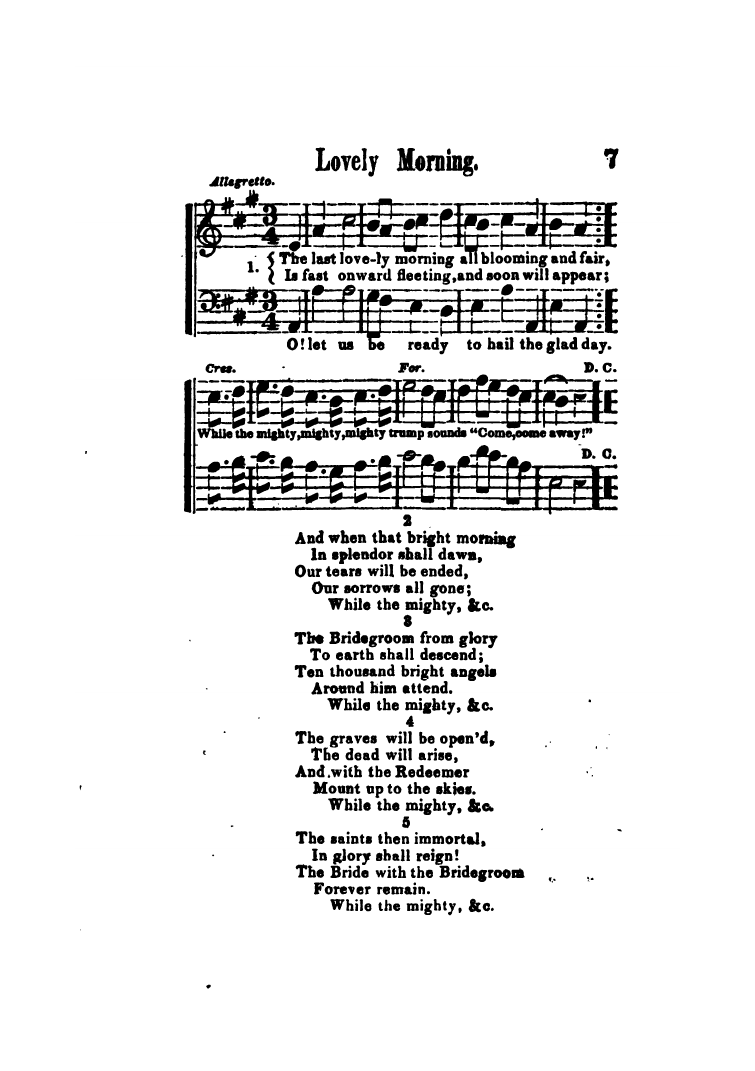 Lovely Morning. 7
Allegretto.
1. { The last love-ly morning all blooming and fair,
Is fast onward fleeting, and soon will appear;
O! let us be ready to hail the glad day.
Cres. For. D. C.
While the mighty, mighty, mighty trump sounds "Come, come away!"
D. C.
2
And when that bright morning
In splendor shall dawn,
Our tears will be ended,
Our sorrows all gone;
While the mighty, &c.
3
The Bridegroom from glory
To earth shall descend;
Ten thousand bright angels
Around him attend.
While the mighty, &c.
4
The graves will be open'd,
The dead will arise,
And with the Redeemer
Mount up to the skies.
While the mighty, &c.
5
The saints then immortal,
In glory shall reign!
The Bride with the Bridegroom
Forever remain.
While the mighty, &c.